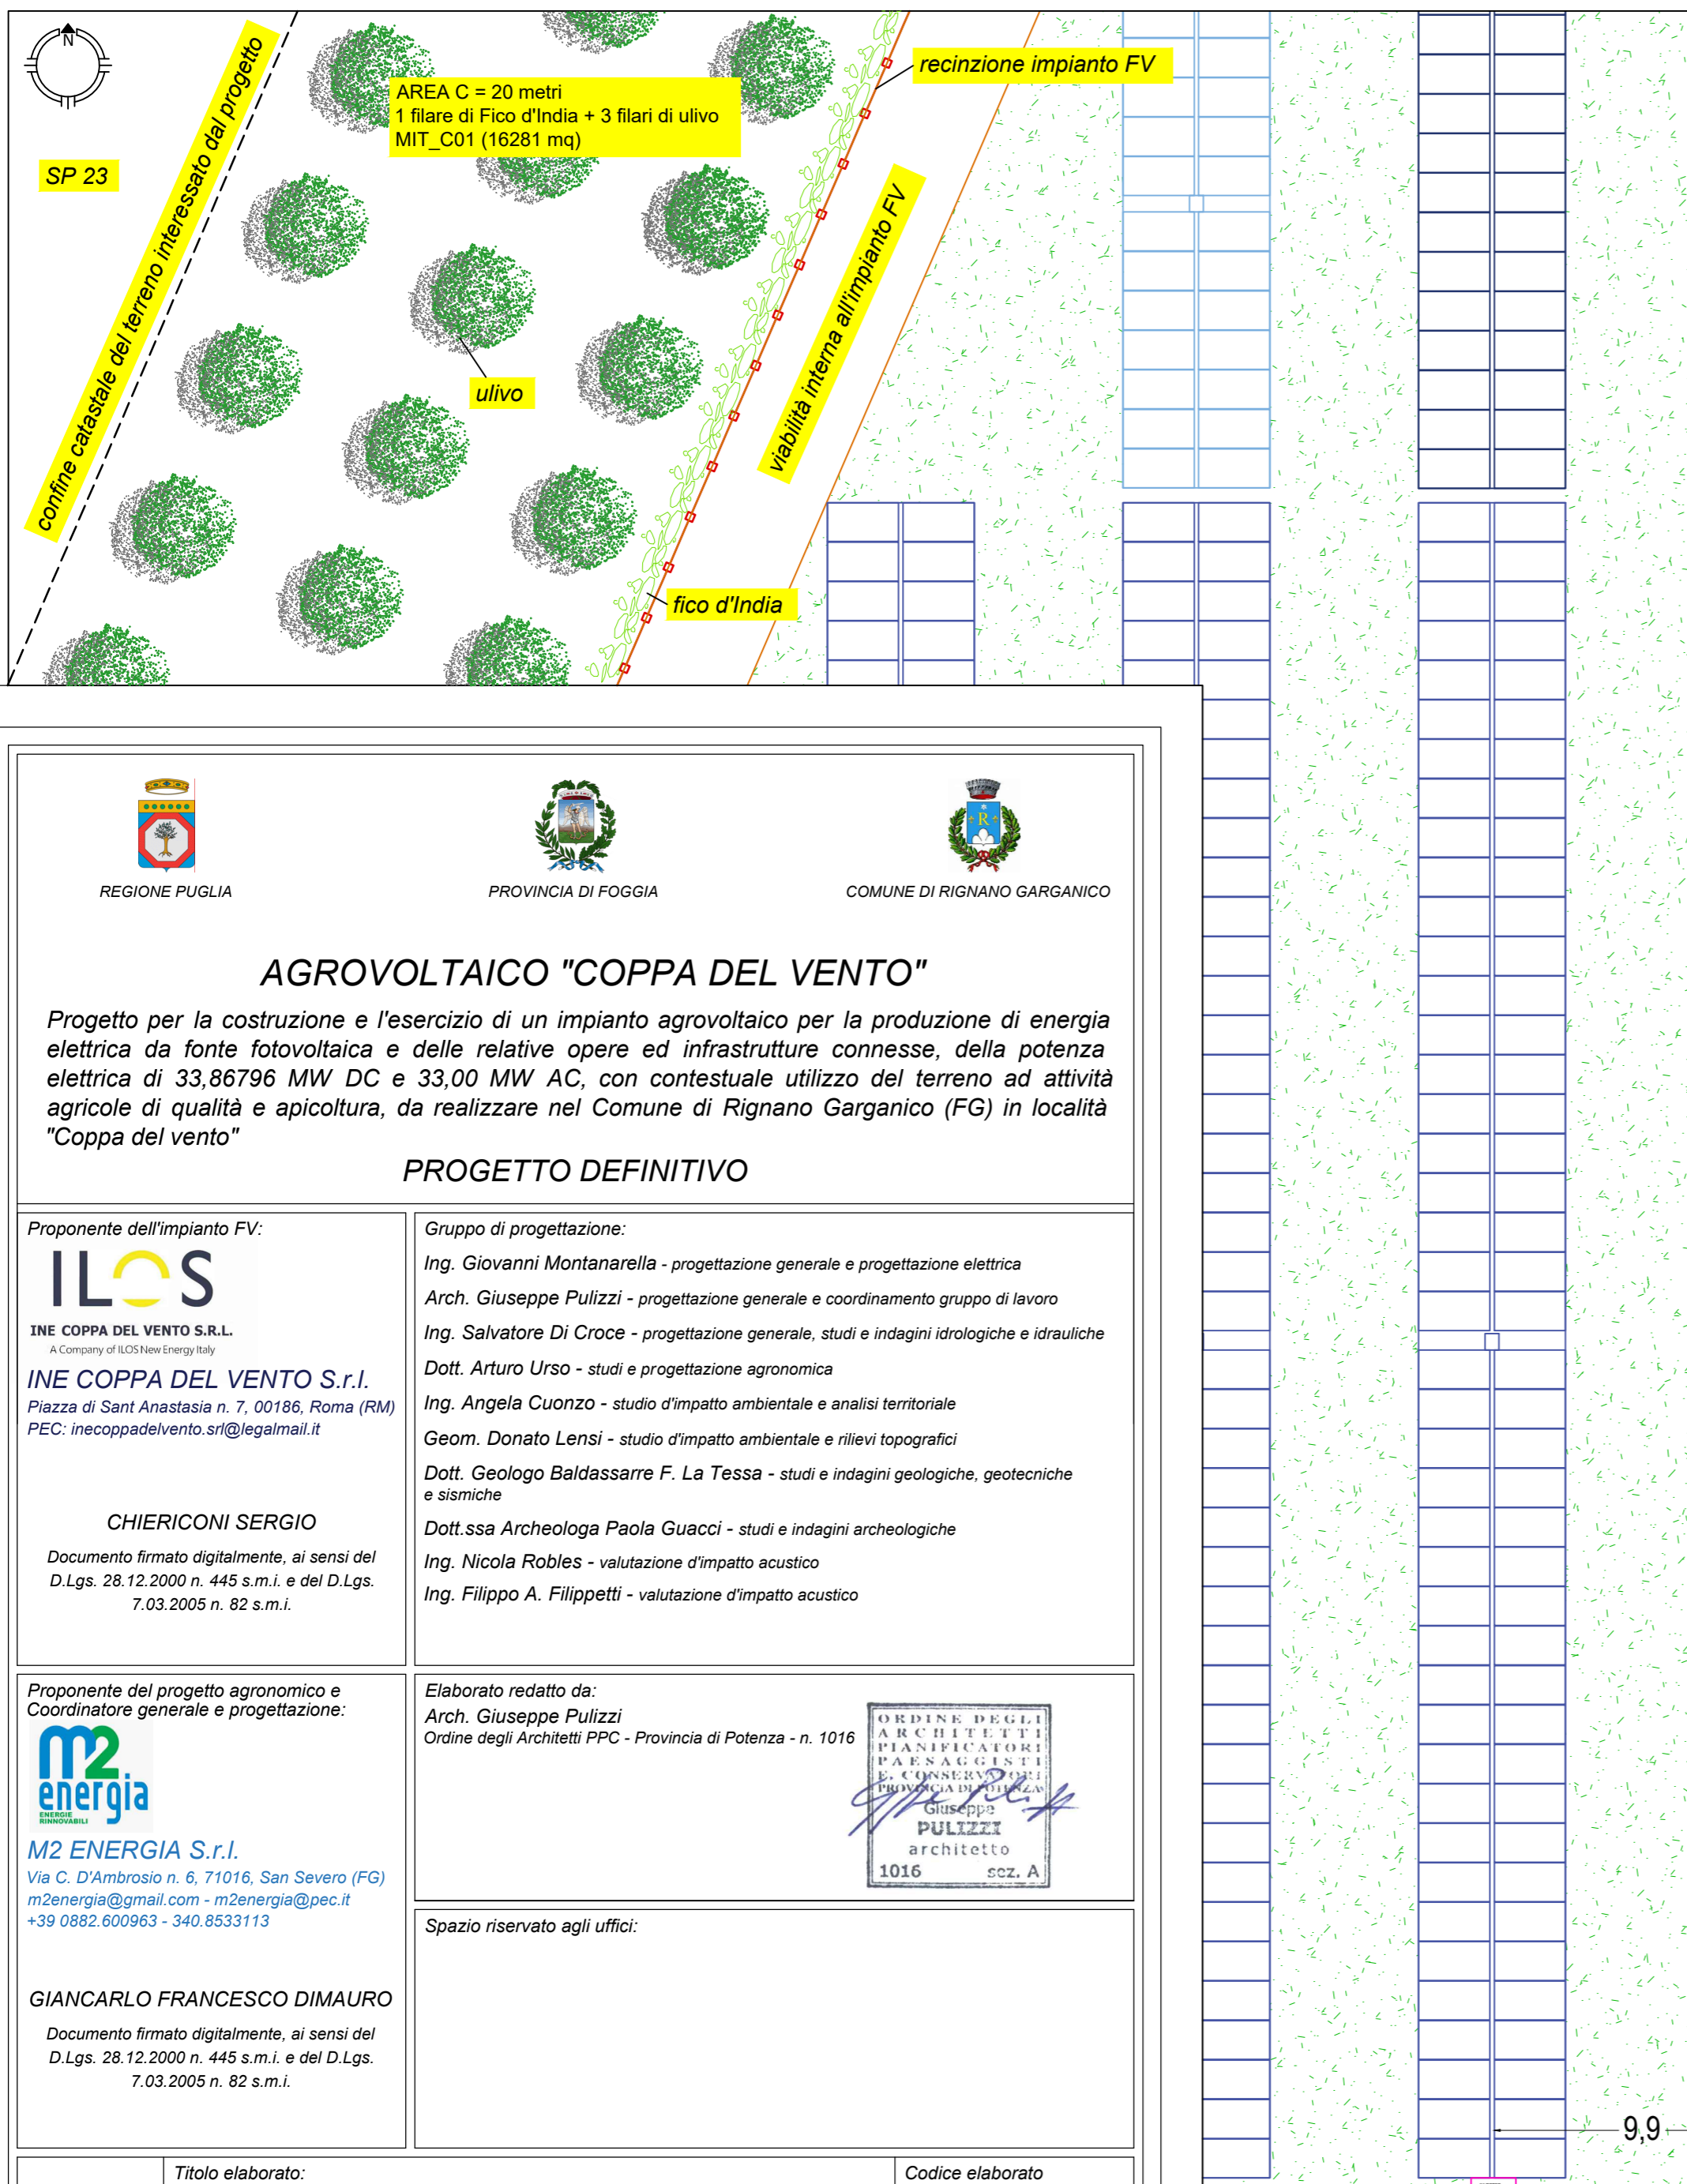 N
SP 23
confine catastale del terreno interessato dal progetto
AREA C = 20 metri
1 filare di Fico d'India + 3 filari di ulivo
MIT_C01 (16281 mq)
recinzione impianto FV
viabilità interna all'impianto FV
ulivo
fico d'India
REGIONE PUGLIA
PROVINCIA DI FOGGIA
R
COMUNE DI RIGNANO GARGANICO
AGROVOLTAICO "COPPA DEL VENTO"
Progetto per la costruzione e l'esercizio di un impianto agrovoltaico per la produzione di energia
elettrica da fonte fotovoltaica e delle relative opere ed infrastrutture connesse, della potenza
elettrica di 33,86796 MW DC e 33,00 MW AC, con contestuale utilizzo del terreno ad attività
agricole di qualità e apicoltura, da realizzare nel Comune di Rignano Garganico (FG) in località
"Coppa del vento"
PROGETTO DEFINITIVO
Proponente dell'impianto FV:
ILOS
INE COPPA DEL VENTO S.R.L.
A Company of ILOS New Energy Italy
INE COPPA DEL VENTO S.r.l.
Piazza di Sant Anastasia n. 7, 00186, Roma (RM)
PEC: inecoppadelvento.srl@legalmail.it
CHIERICONI SERGIO
Documento firmato digitalmente, ai sensi del
D.Lgs. 28.12.2000 n. 445 s.m.i. e del D.Lgs.
7.03.2005 n. 82 s.m.i.
Gruppo di progettazione:
Ing. Giovanni Montanarella - progettazione generale e progettazione elettrica
Arch. Giuseppe Pulizzi - progettazione generale e coordinamento gruppo di lavoro
Ing. Salvatore Di Croce - progettazione generale, studi e indagini idrologiche e idrauliche
Dott. Arturo Urso - studi e progettazione agronomica
Ing. Angela Cuonzo - studio d'impatto ambientale e analisi territoriale
Geom. Donato Lensi - studio d'impatto ambientale e rilievi topografici
Dott. Geologo Baldassarre F. La Tessa - studi e indagini geologiche, geotecniche
e sismiche
Dott.ssa Archeologa Paola Guacci - studi e indagini archeologiche
Ing. Nicola Robles - valutazione d'impatto acustico
Ing. Filippo A. Filippetti - valutazione d'impatto acustico
Proponente del progetto agronomico e
Coordinatore generale e progettazione:
m2
energia
ENERGIE
RINNOVABILI
M2 ENERGIA S.r.l.
Via C. D'Ambrosio n. 6, 71016, San Severo (FG)
m2energia@gmail.com - m2energia@pec.it
+39 0882.600963 - 340.8533113
GIANCARLO FRANCESCO DIMAURO
Documento firmato digitalmente, ai sensi del
D.Lgs. 28.12.2000 n. 445 s.m.i. e del D.Lgs.
7.03.2005 n. 82 s.m.i.
Elaborato redatto da:
Arch. Giuseppe Pulizzi
Ordine degli Architetti PPC - Provincia di Potenza - n. 1016
ORDINE DEGLI
ARCHITETTI
PIANIFICATORI
PAESAGGISTI
E CONSERVATORI
PROVINCIA DI POTENZA
Giuseppe
PULIZZI
architetto
1016 sez. A
Spazio riservato agli uffici:
9,9
Titolo elaborato:
Codice elaborato